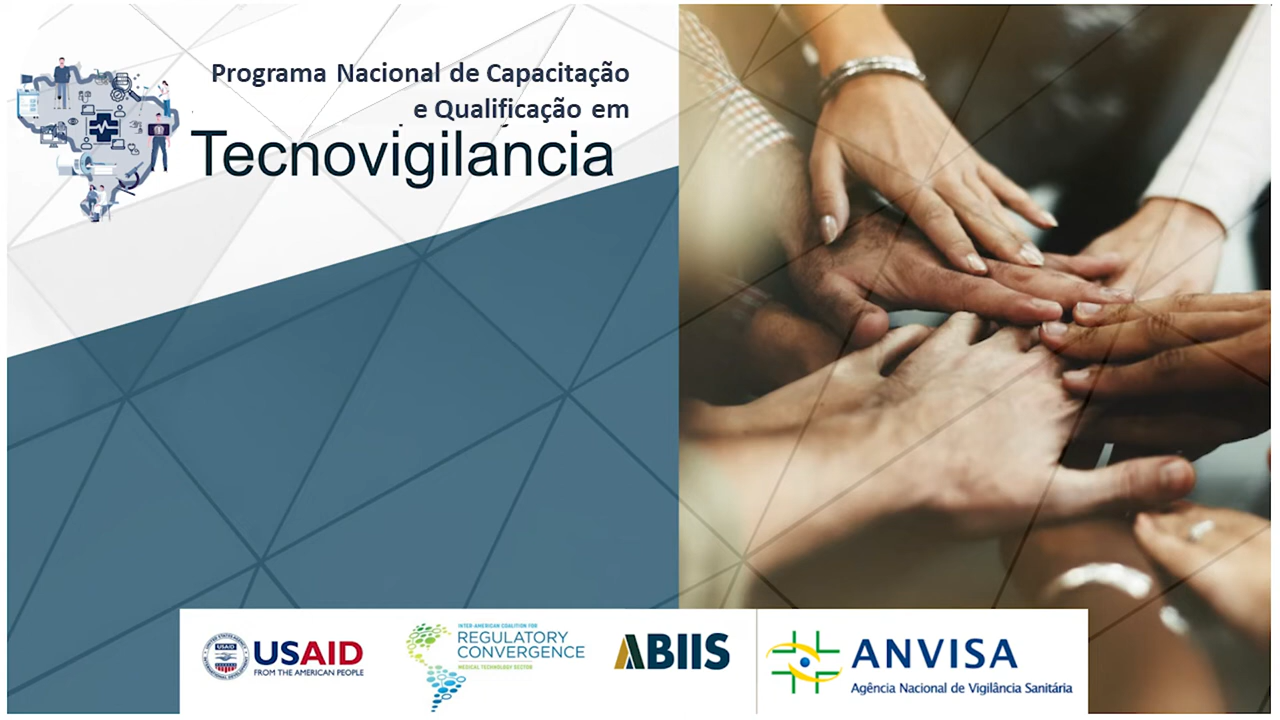 Programa Nacional de Capacitação
e Qualificação em
Tecnovigilancia
USAID
FROM THE AMERICAN PEOPLE
INTER-AMERICAN COALITION FOR
REGULATORY
CONVERGENCE
MEDICAL TECHNOLOGY SECTOR
ABIIS
ANVISA
Agência Nacional de Vigilância Sanitária